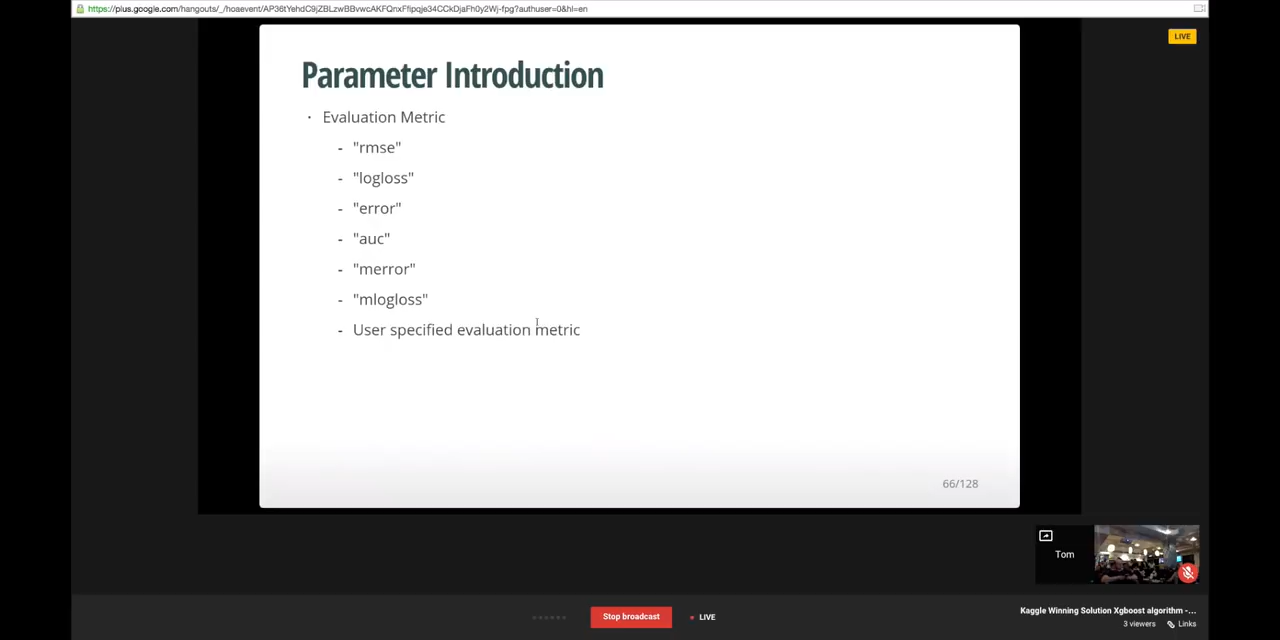 https://plus.google.com/hangouts/_/hoaevent/AP36tYehdC9jZBLzwBBvwcAKFQnxFfipqje34CCkDjaFh0y2Wj-fpg?authuser=0&hl=en
LIVE
Parameter Introduction
· Evaluation Metric
- "rmse"
- "logloss"
- "error"
- "auc"
- "merror"
- "mlogloss"
- User specified evaluation metric
66/128
Tom
Stop broadcast
LIVE
Kaggle Winning Solution Xgboost algorithm -...
3 viewers
Links